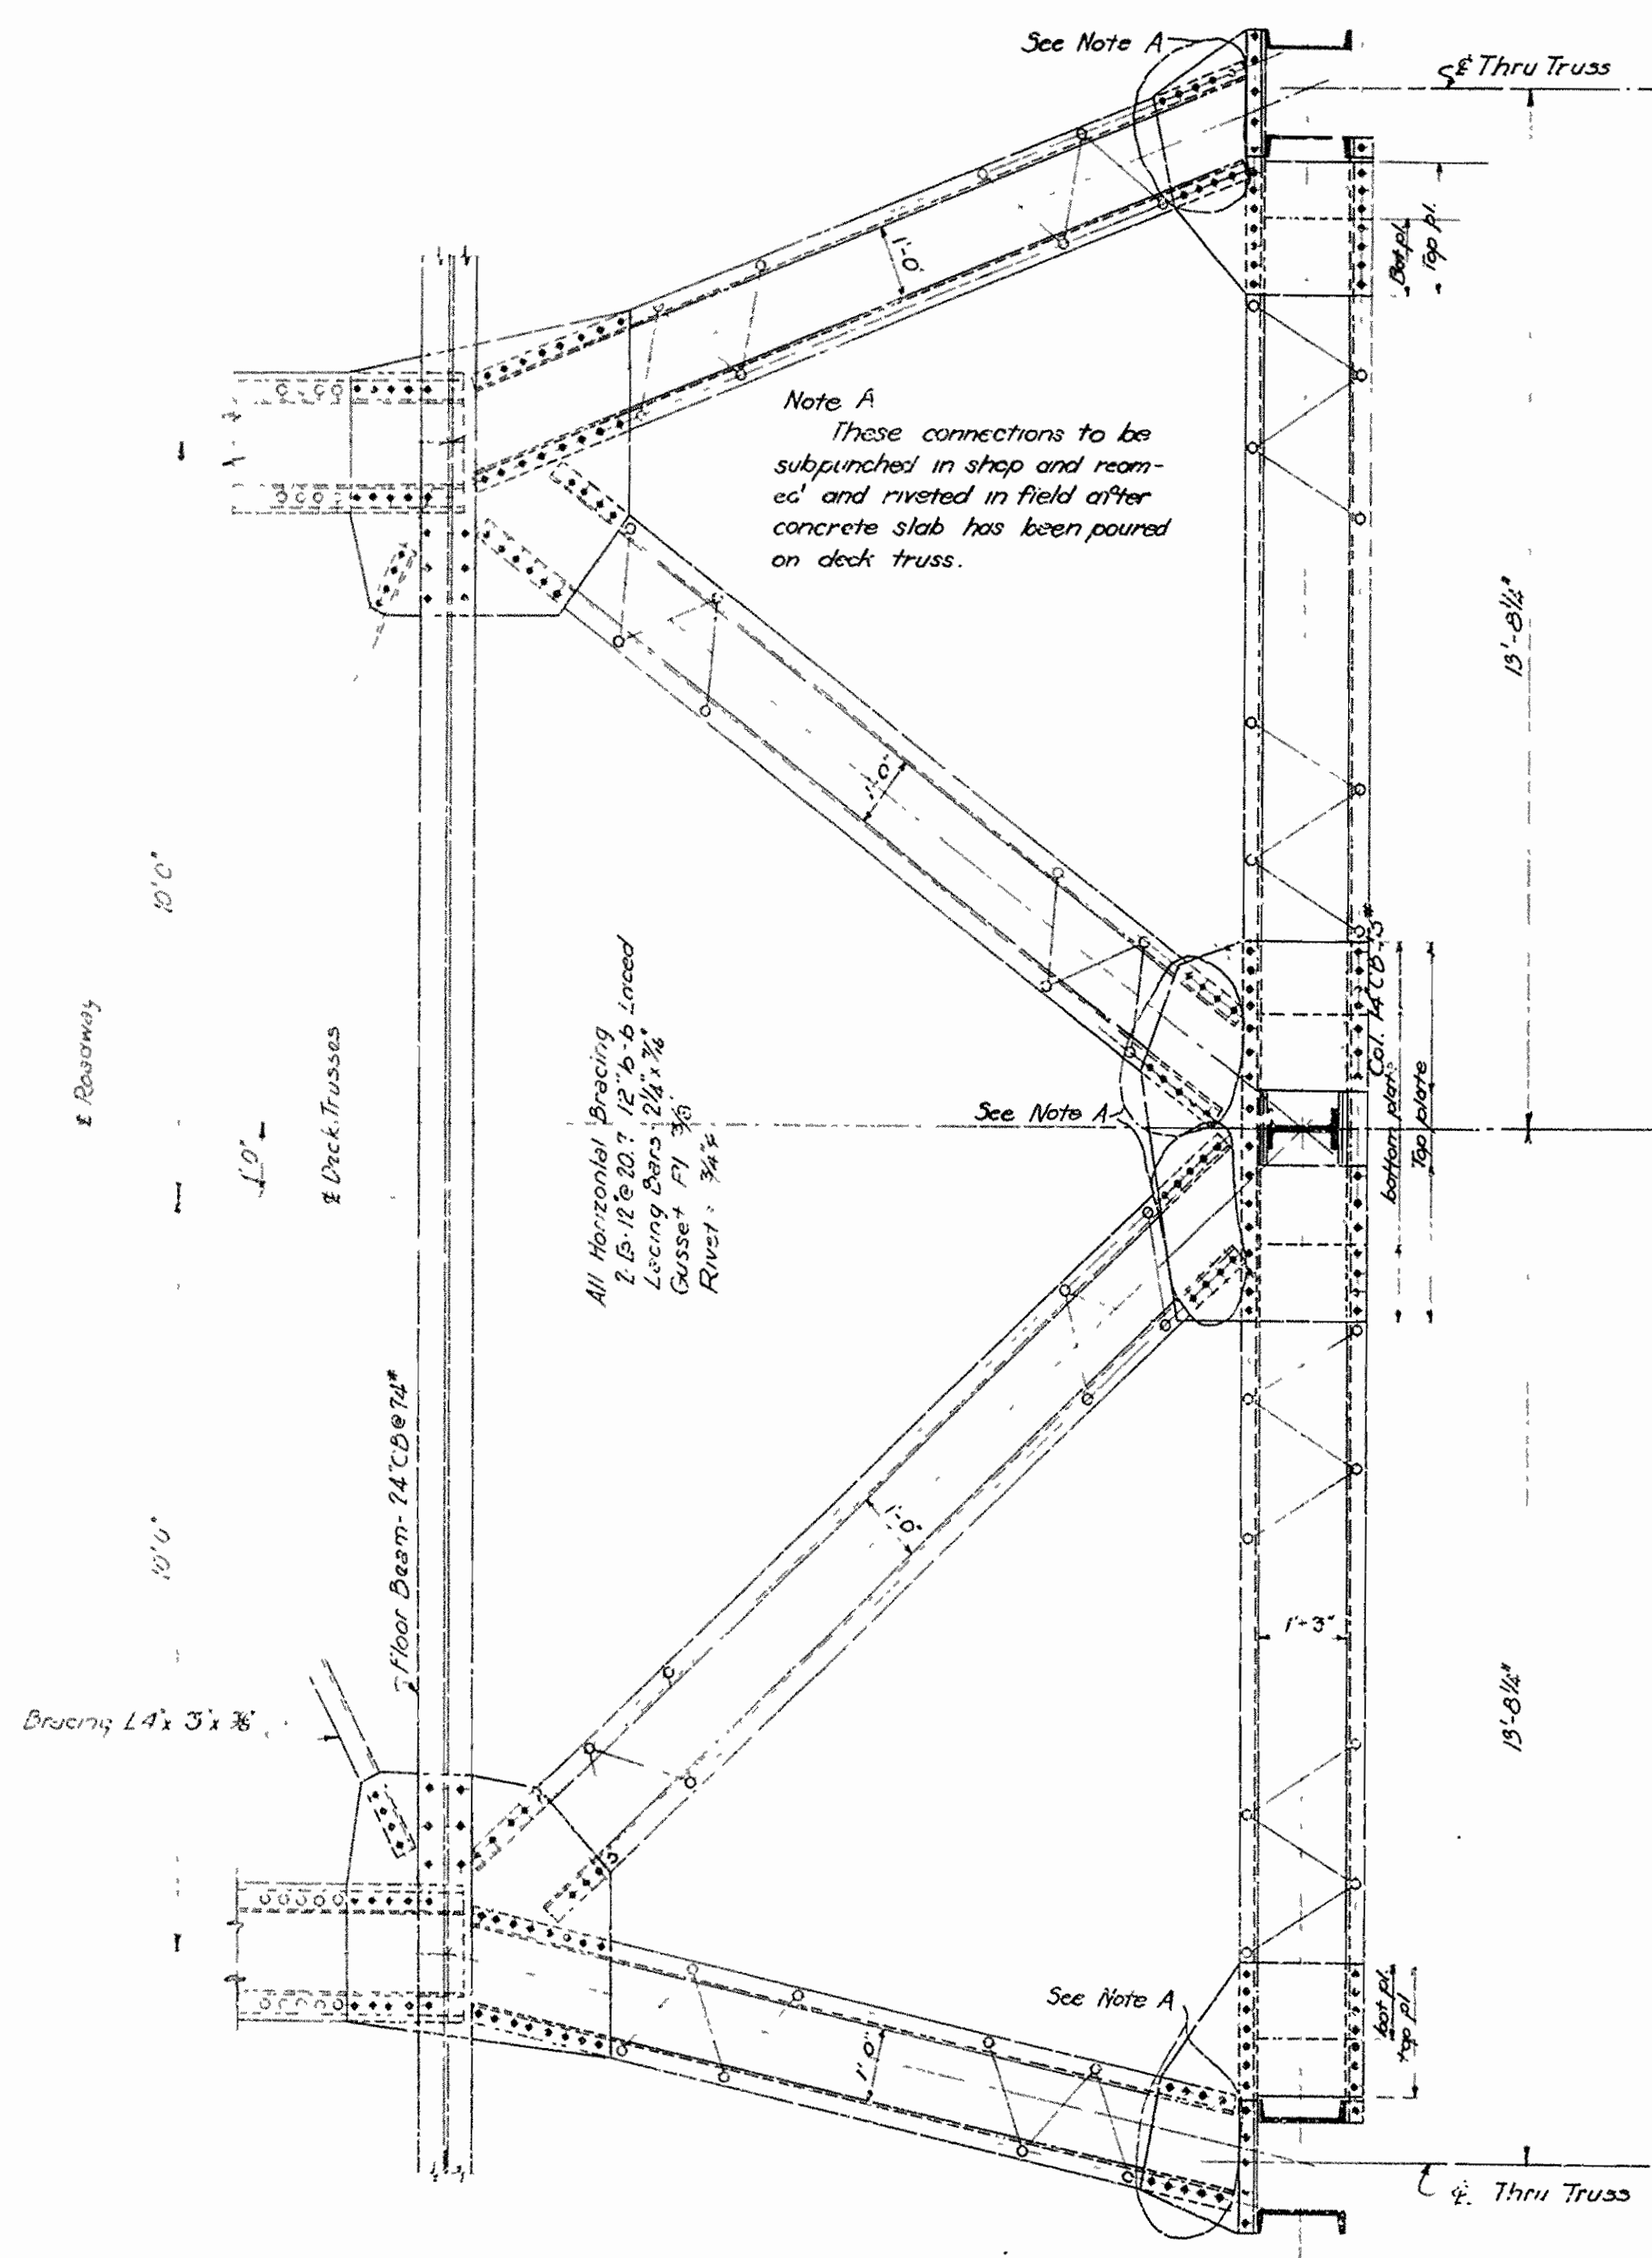 See Note A
℄ Thru Truss
Bot pl.
Top pl.
1'-0"
Note A
These connections to be
subpunched in shop and ream-
ed and riveted in field after
concrete slab has been poured
on deck truss.
13'-8¼"
1'-0"
10'0"
Col. 14"CB-
bottom plate
Top plate
℄ Roadway
℄ Deck Trusses
1'0"
All Horizontal Bracing
12" b-b Laced
Lacing Bars 2¼ x 7/16"
Gusset Pl 3/8"
Rivet - ¾"
See Note A
Floor Beam - 24"CB@74#
10'0"
1'-0"
1'-3"
Bracing L4"x 3"x 3/8"
13'-8¼"
See Note A
1'0"
bot pl.
top pl
℄ Thru Truss